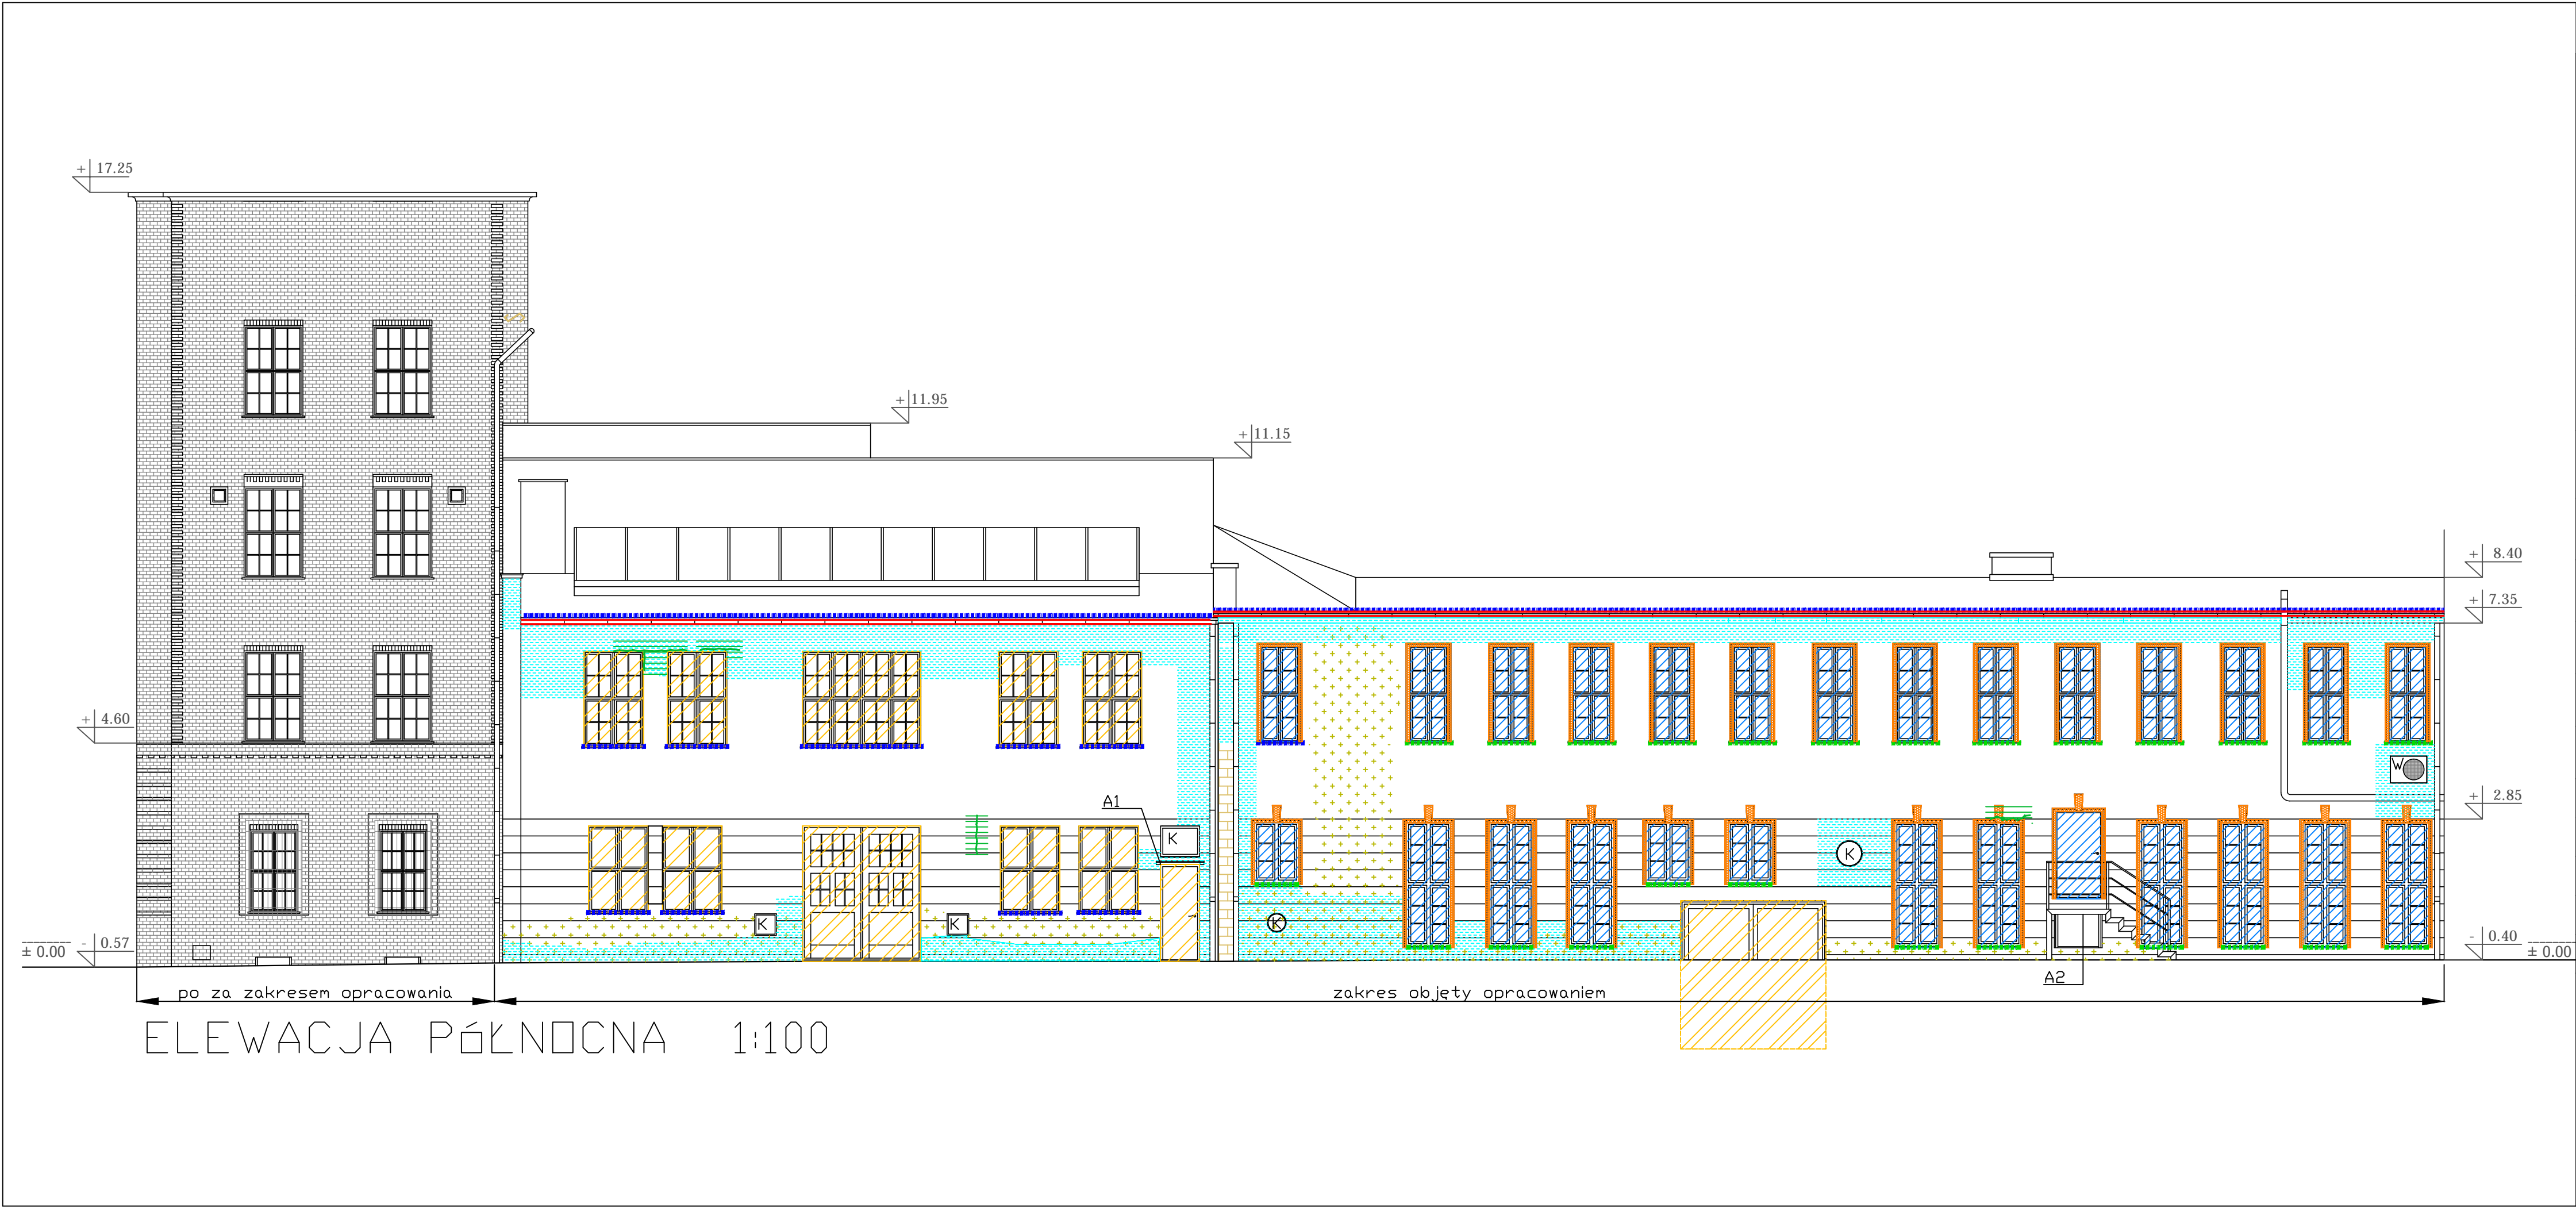 + 17.25
+ 11.95
+ 11.15
+ 8.40
+ 7.35
+ 4.60
W
+ 2.85
A1
K
K
K
K
K
- 0.57
± 0.00
- 0.40
± 0.00
A2
po za zakresem opracowania
zakres objęty opracowaniem
ELEWACJA PóŁNOCNA 1:100